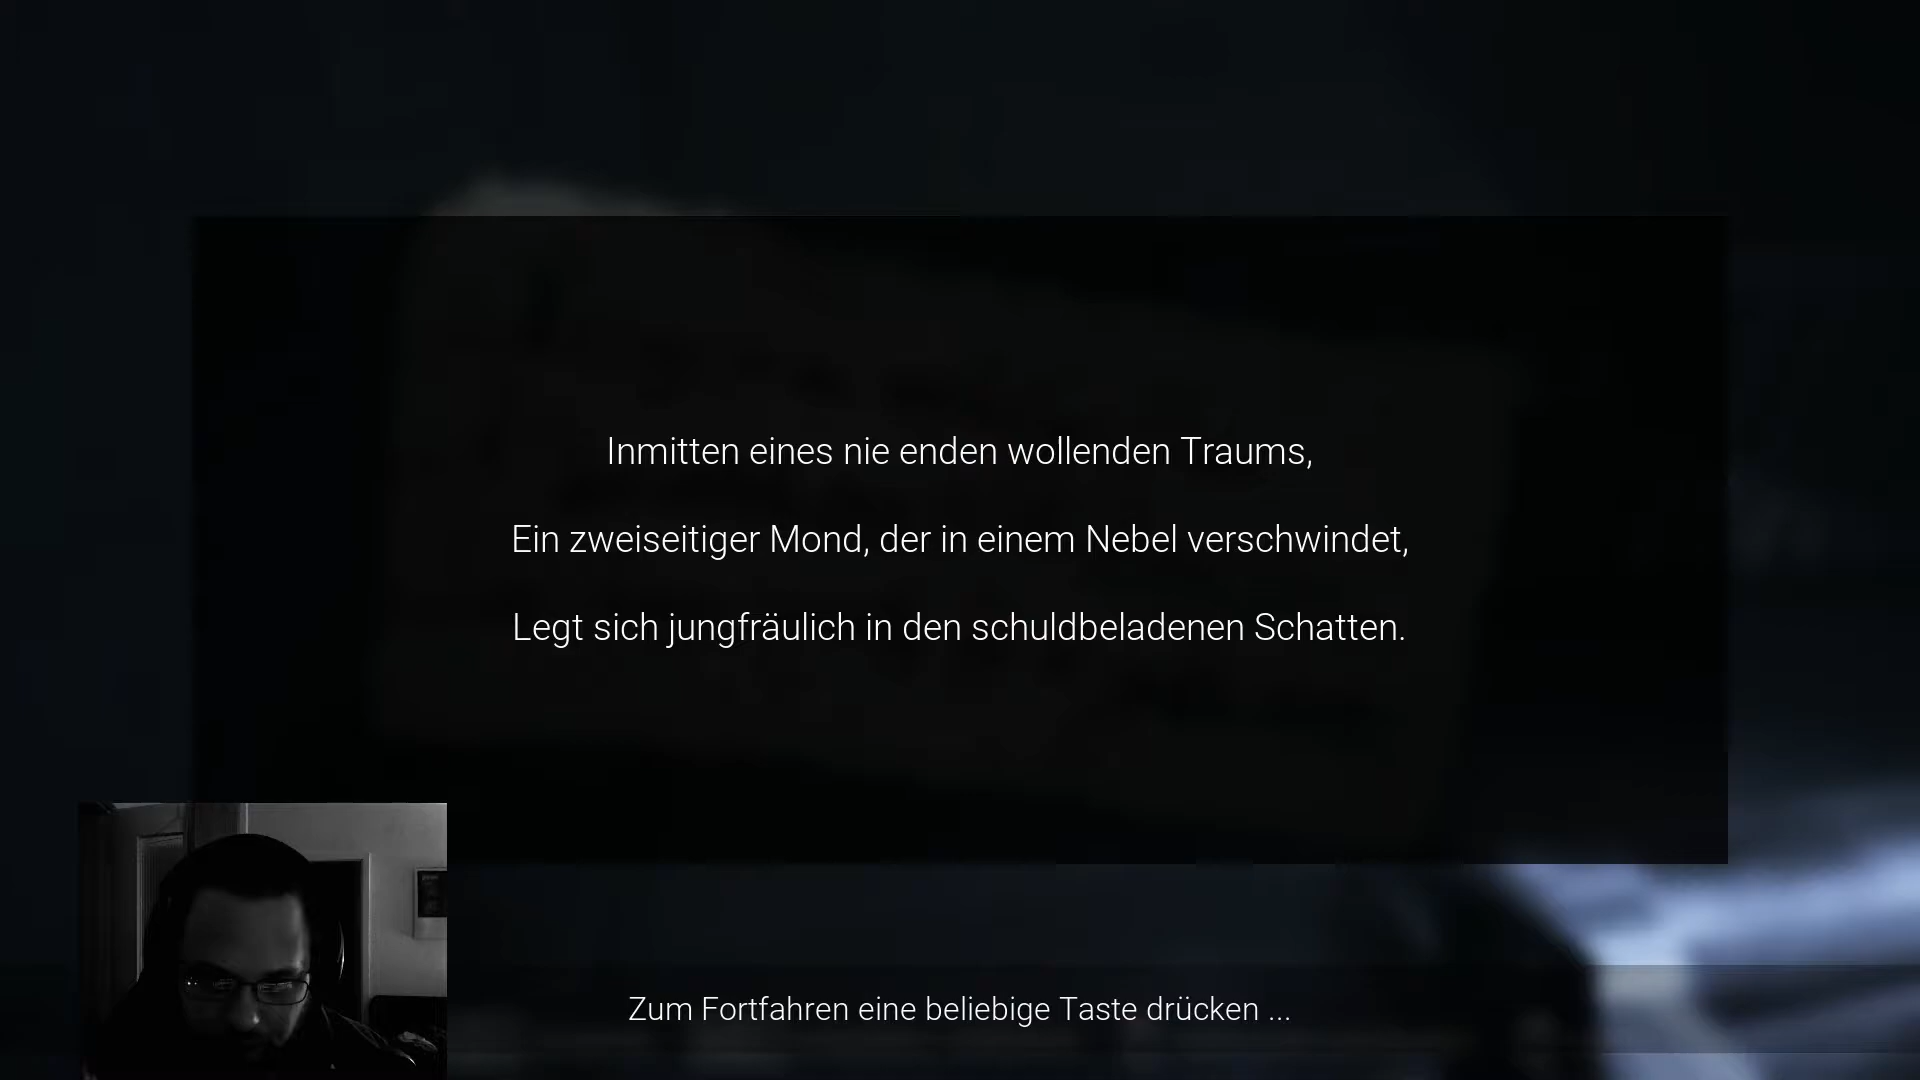 Inmitten eines nie enden wollenden Traums,
Ein zweiseitiger Mond, der in einem Nebel verschwindet,
Legt sich jungfräulich in den schuldbeladenen Schatten.
Zum Fortfahren eine beliebige Taste drücken ...